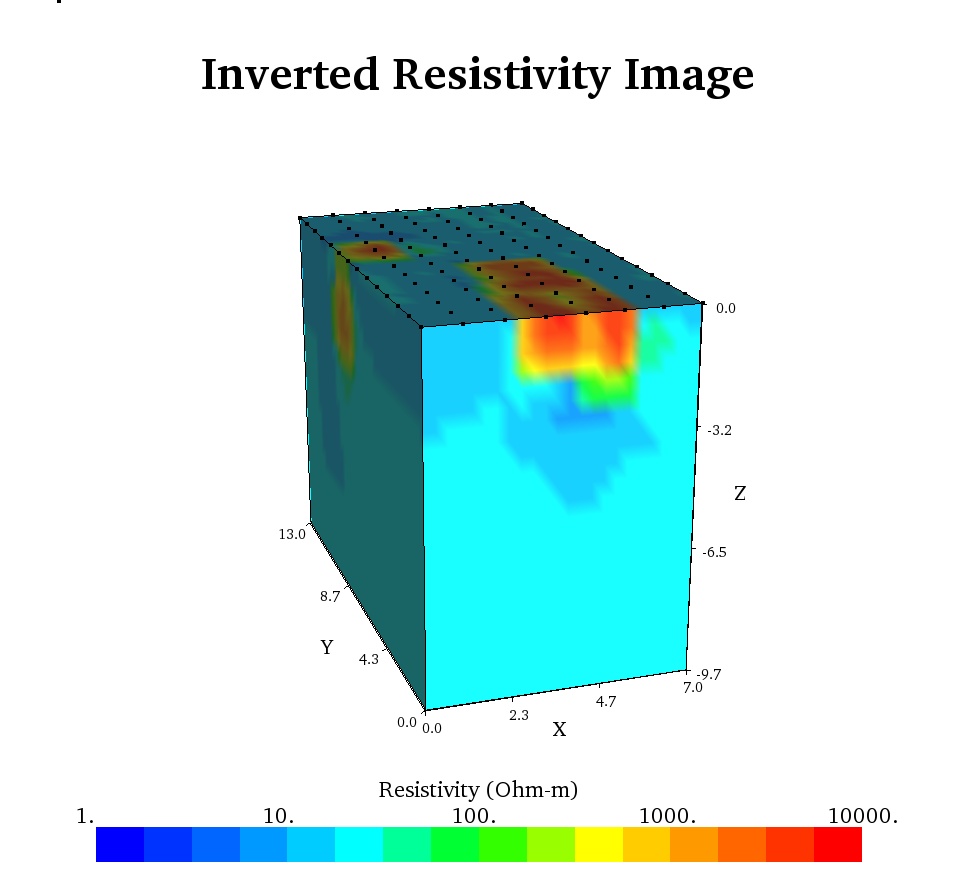 Inverted Resistivity Image
0.0
-3.2
Z
-6.5
13.0
8.7
Y
4.3
-9.7
7.0
4.7
2.3
0.0
0.0
X
Resistivity (Ohm-m)
1. 10. 100. 1000. 10000.